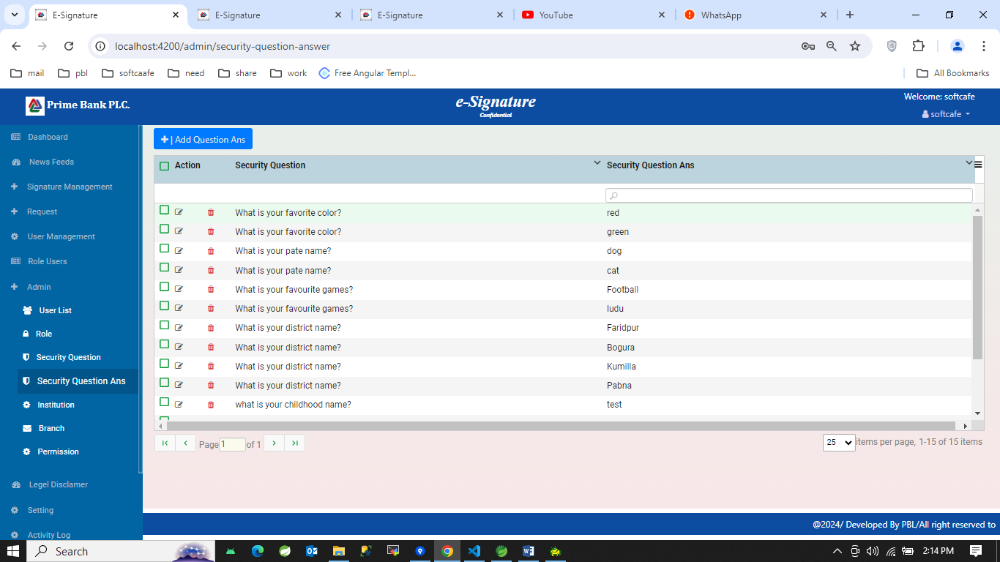 E-Signature
E-Signature
E-Signature
YouTube
WhatsApp
localhost:4200/admin/security-question-answer
mail
pbl
softcaafe
need
share
work
Free Angular Templ...
All Bookmarks
Prime Bank PLC.
e-Signature
Confidential
Welcome: softcafe
softcafe
Dashboard
News Feeds
Signature Management
Request
User Management
Role Users
Admin
User List
Role
Security Question
Security Question Ans
Institution
Branch
Permission
Legel Disclamer
Setting
Activity Log
| Add Question Ans
Action Security Question Security Question Ans
What is your favorite color? red
What is your favorite color? green
What is your pate name? dog
What is your pate name? cat
What is your favourite games? Football
What is your favourite games? ludu
What is your district name? Faridpur
What is your district name? Bogura
What is your district name? Kumilla
What is your district name? Pabna
what is your childhood name? test
Page 1 of 1
25 items per page, 1-15 of 15 items
@2024/ Developed By PBL/All right reserved to
Search
2:14 PM